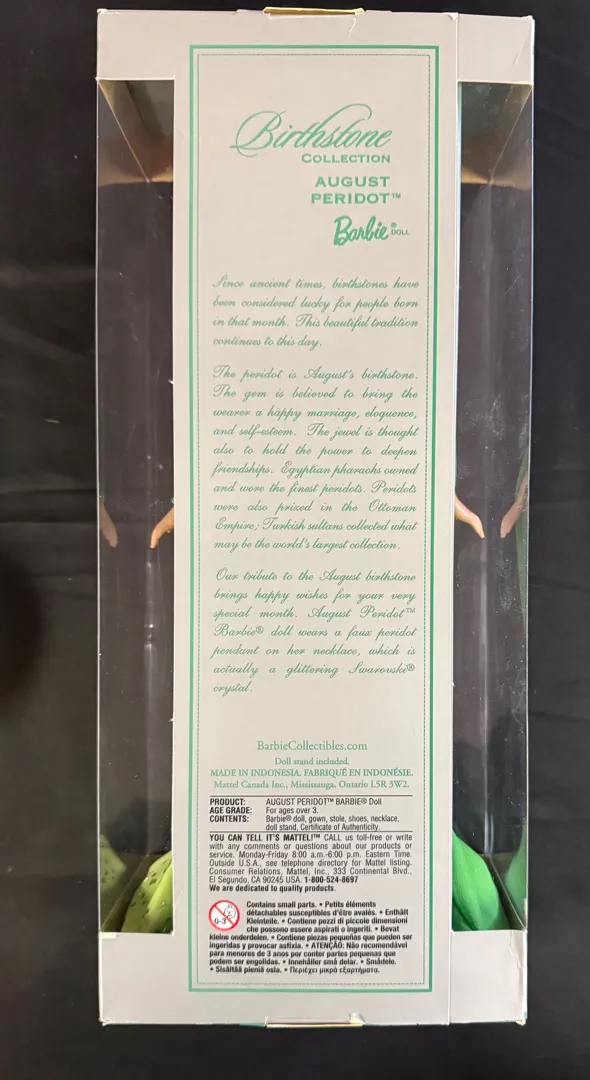 Birthstone
COLLECTION
AUGUST
PERIDOT™
Barbie® DOLL
Since ancient times, birthstones have
been considered lucky for people born
in that month. This beautiful tradition
continues to this day.
The peridot is August's birthstone.
The gem is believed to bring the
wearer a happy marriage, eloquence,
and self-esteem. The jewel is thought
also to hold the power to deepen
friendships. Egyptian pharaohs owned
and wore the finest peridots. Peridots
were also prized in the Ottoman
Empire; Turkish sultans collected what
may be the world's largest collection.
Our tribute to the August birthstone
brings happy wishes for your very
special month. August Peridot™
Barbie® doll wears a faux peridot
pendant on her necklace, which is
actually a glittering Swarovski®
crystal.
BarbieCollectibles.com
Doll stand included.
MADE IN INDONESIA. FABRIQUÉ EN INDONÉSIE.
Mattel Canada Inc., Mississauga, Ontario L5R 3W2.
PRODUCT: AUGUST PERIDOT™ BARBIE® Doll
AGE GRADE: For ages over 3.
CONTENTS: Barbie® doll, gown, stole, shoes, necklace,
doll stand, Certificate of Authenticity.
YOU CAN TELL IT'S MATTEL!™ CALL us toll-free or write
with any comments or questions about our products or
service. Monday-Friday 8:00 a.m.-6:00 p.m. Eastern Time.
Outside U.S.A., see telephone directory for Mattel listing.
Consumer Relations, Mattel, Inc., 333 Continental Blvd.,
El Segundo, CA 90245 USA. 1-800-524-8697
We are dedicated to quality products.
0-3
Contains small parts. • Petits éléments
détachables susceptibles d'être avalés. • Enthält
Kleinteile. • Contiene pezzi di piccole dimensioni
che possono essere aspirati o ingeriti. • Bevat
kleine onderdelen. • Contiene piezas pequeñas que pueden ser
ingeridas y provocar asfixia. • ATENÇÃO: Não recomendável
para menores de 3 anos por conter partes pequenas que
podem ser engolidas. • Innehåller små delar. • Smådele.
• Sisältää pieniä osia. • Περιέχει μικρά εξαρτήματα.